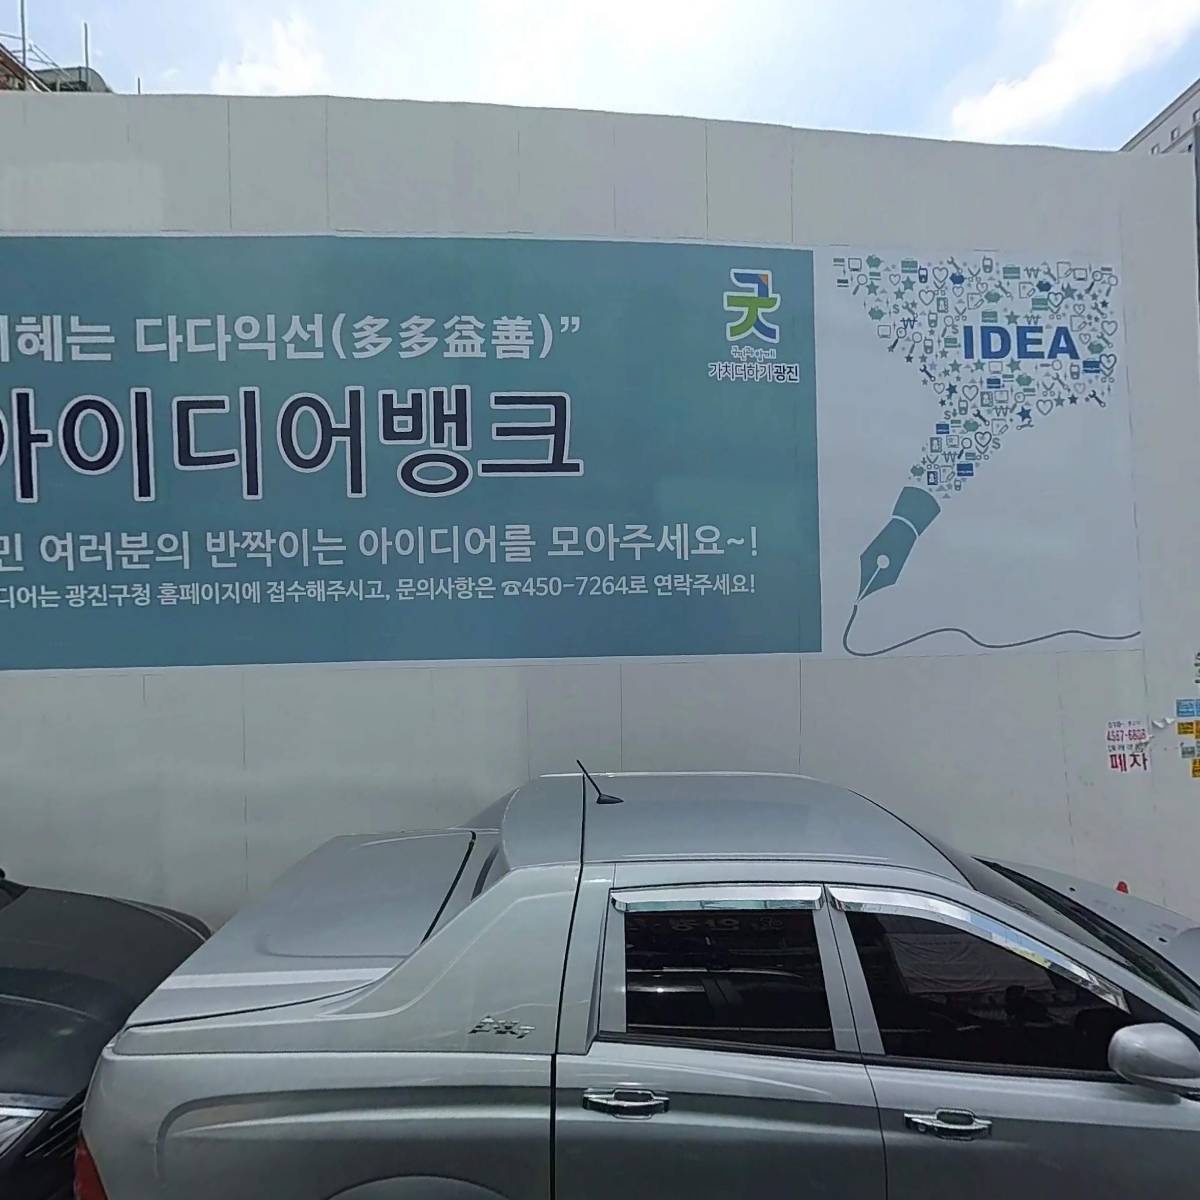 혜는 다다익선(多多益善)”
아이디어뱅크
민 여러분의 반짝이는 아이디어를 모아주세요~!
디어는 광진구청 홈페이지에 접수해주시고, 문의사항은 ☎450-7264로 연락주세요!
굿
가치더하기 광진
IDEA
폐차